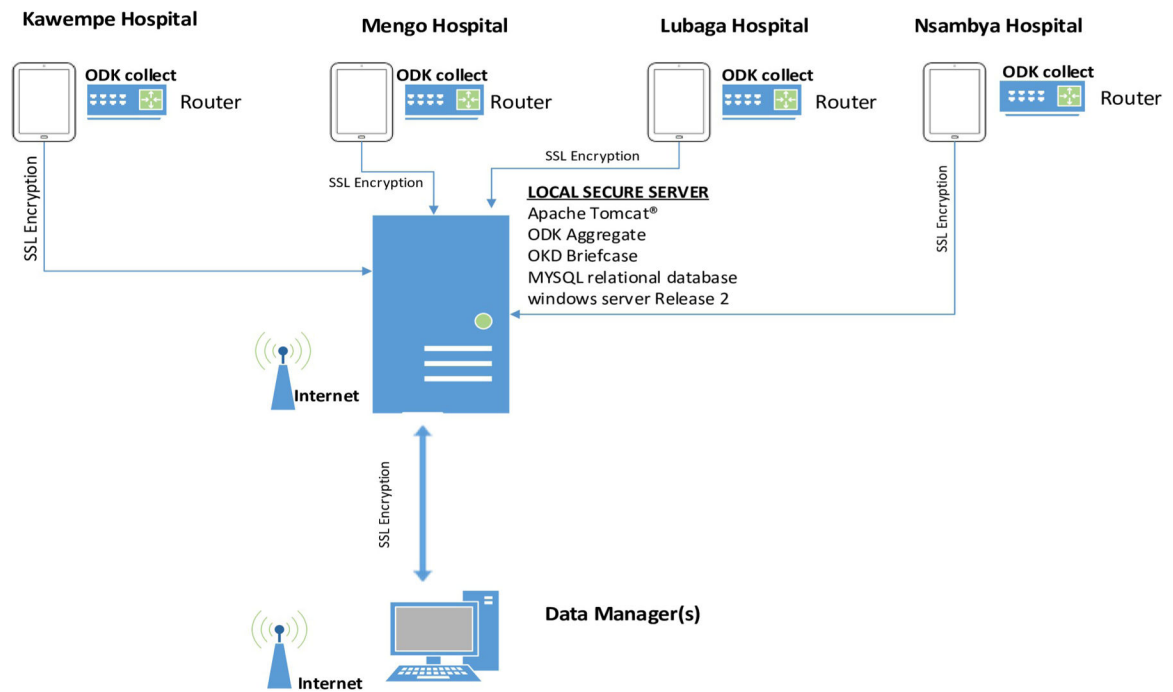 Kawempe Hospital
Mengo Hospital
Lubaga Hospital
Nsambya Hospital
ODK collect
Router
ODK collect
Router
ODK collect
Router
ODK collect
Router
SSL Encryption
SSL Encryption
SSL Encryption
SSL Encryption
LOCAL SECURE SERVER
Apache Tomcat®
ODK Aggregate
OKD Briefcase
MYSQL relational database
windows server Release 2
Internet
SSL Encryption
Data Manager(s)
Internet